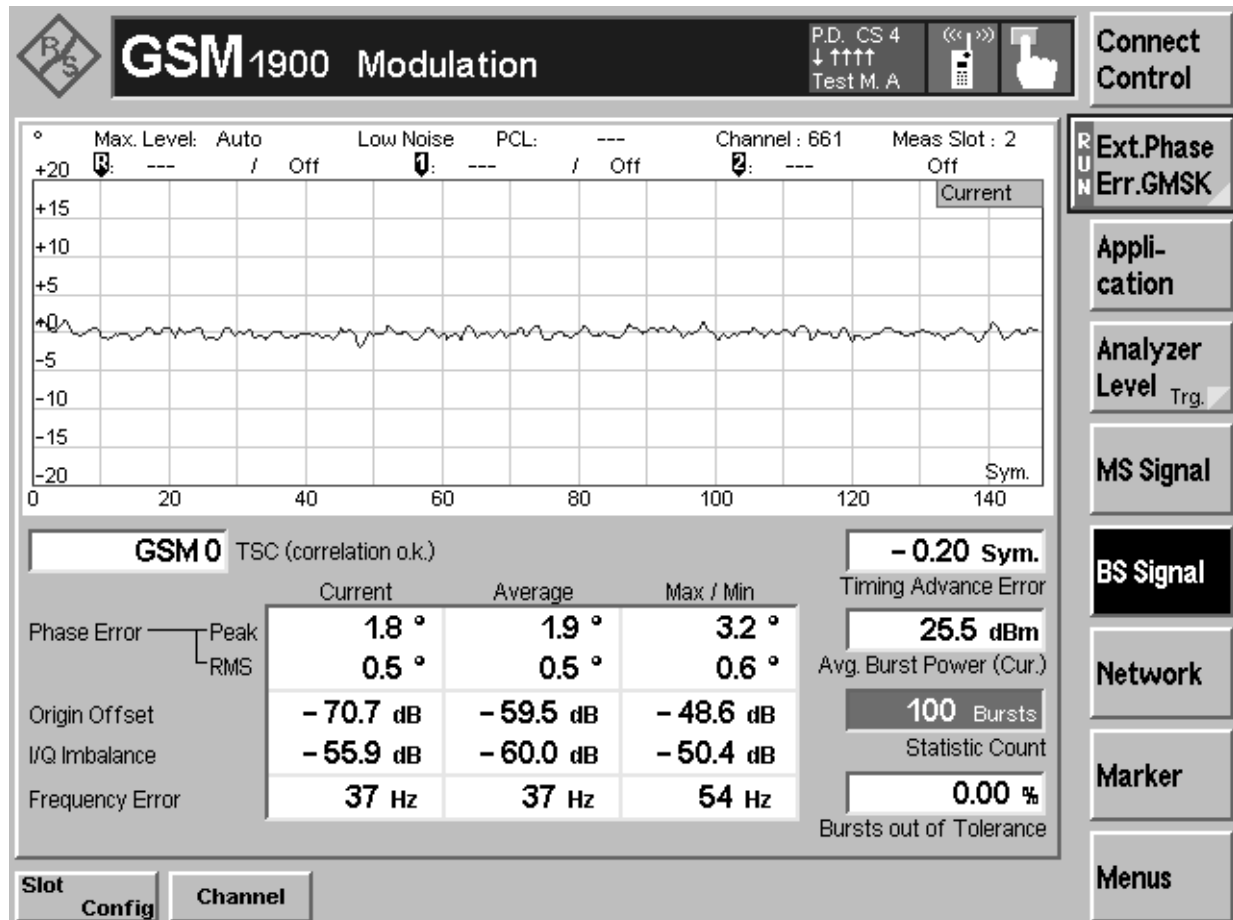 R/S GSM 1900 Modulation
P.D. CS 4
↓ ↑↑↑↑
Test M. A
Connect Control
° Max. Level: Auto Low Noise PCL: --- Channel : 661 Meas Slot : 2
R: --- / Off 1: --- / Off 2: --- Off
Current
+20
+15
+10
+5
+0
-5
-10
-15
-20
Sym.
0 20 40 60 80 100 120 140
RUN
Ext.Phase
Err.GMSK
Appli-
cation
Analyzer
Level Trg.
MS Signal
BS Signal
Network
Marker
Menus
GSM 0 TSC (correlation o.k.)
Current Average Max / Min
Phase Error Peak 1.8 ° 1.9 ° 3.2 °
RMS 0.5 ° 0.5 ° 0.6 °
Origin Offset – 70.7 dB – 59.5 dB – 48.6 dB
I/Q Imbalance – 55.9 dB – 60.0 dB – 50.4 dB
Frequency Error 37 Hz 37 Hz 54 Hz
– 0.20 Sym.
Timing Advance Error
25.5 dBm
Avg. Burst Power (Cur.)
100 Bursts
Statistic Count
0.00 %
Bursts out of Tolerance
Slot
Config
Channel